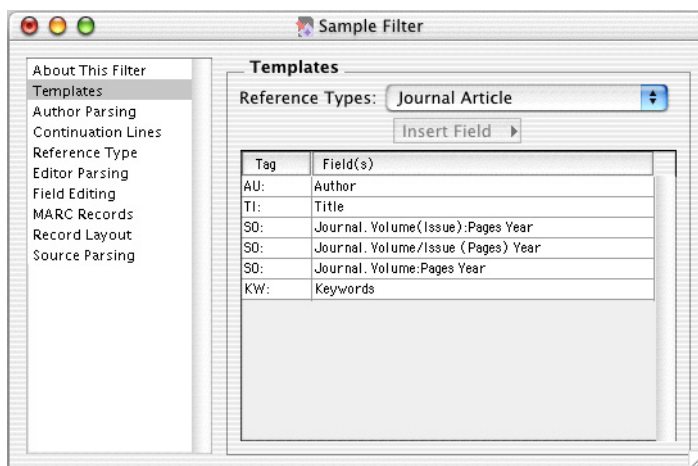 Sample Filter
About This Filter
Templates
Author Parsing
Continuation Lines
Reference Type
Editor Parsing
Field Editing
MARC Records
Record Layout
Source Parsing
Templates
Reference Types: Journal Article
Insert Field
Tag Field(s)
AU: Author
TI: Title
SO: Journal. Volume(Issue):Pages Year
SO: Journal. Volume/Issue (Pages) Year
SO: Journal. Volume:Pages Year
KW: Keywords